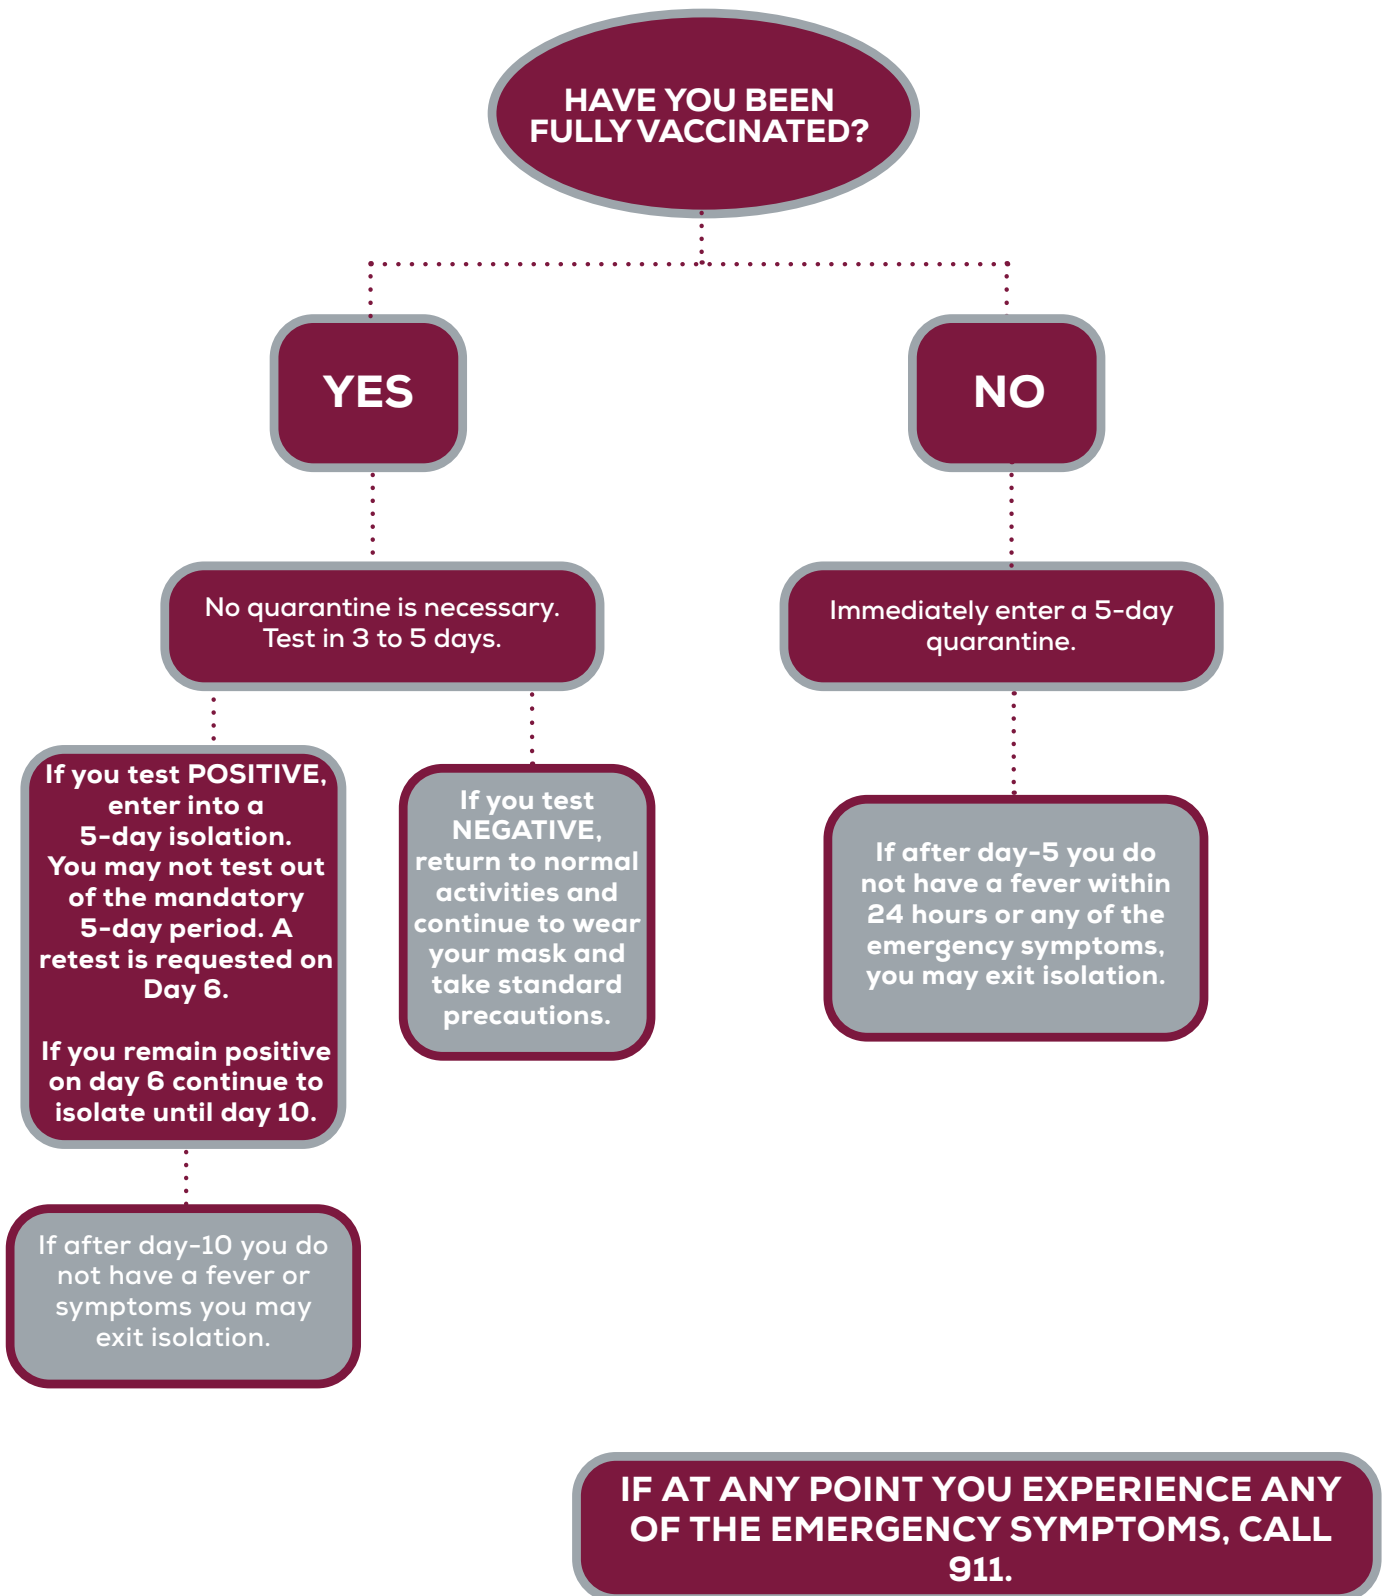 HAVE YOU BEEN
FULLY VACCINATED?
YES
NO
No quarantine is necessary.
Test in 3 to 5 days.
Immediately enter a 5-day
quarantine.
If you test POSITIVE,
enter into a
5-day isolation.
You may not test out
of the mandatory
5-day period. A
retest is requested on
Day 6.
If you remain positive
on day 6 continue to
isolate until day 10.
If you test
NEGATIVE,
return to normal
activities and
continue to wear
your mask and
take standard
precautions.
If after day-5 you do
not have a fever within
24 hours or any of the
emergency symptoms,
you may exit isolation.
If after day-10 you do
not have a fever or
symptoms you may
exit isolation.
IF AT ANY POINT YOU EXPERIENCE ANY
OF THE EMERGENCY SYMPTOMS, CALL
911.